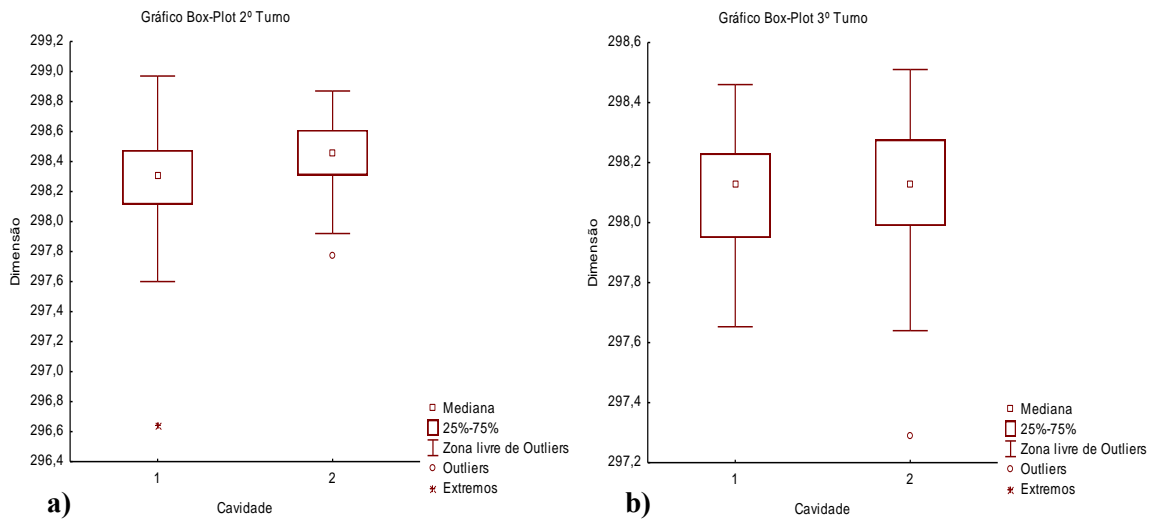 Gráfico Box-Plot 2º Turno
299,2
299,0
298,8
298,6
298,4
298,2
298,0
297,8
297,6
297,4
297,2
297,0
296,8
296,6
296,4
Dimensão
1
2
Cavidade
Mediana
25%-75%
Zona livre de Outliers
Outliers
Extremos
a)
Gráfico Box-Plot 3º Turno
298,6
298,4
298,2
298,0
297,8
297,6
297,4
297,2
Dimensão
1
2
Cavidade
Mediana
25%-75%
Zona livre de Outliers
Outliers
Extremos
b)